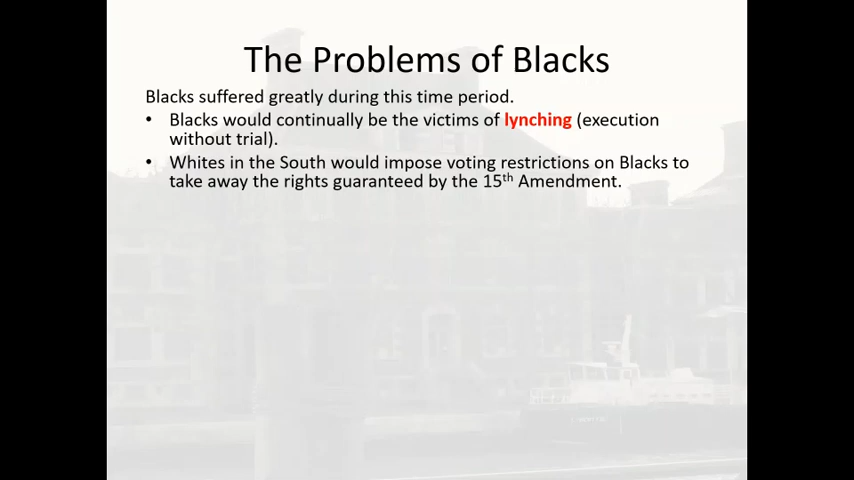 The Problems of Blacks
Blacks suffered greatly during this time period.
• Blacks would continually be the victims of lynching (execution
without trial).
• Whites in the South would impose voting restrictions on Blacks to
take away the rights guaranteed by the 15th Amendment.